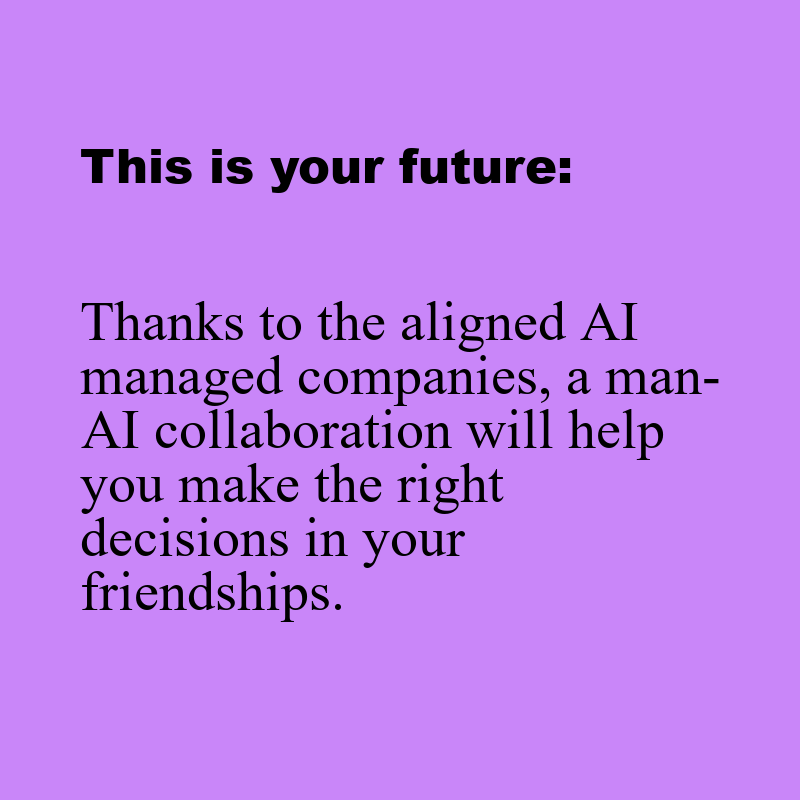 This is your future:
Thanks to the aligned AI
managed companies, a man-
AI collaboration will help
you make the right
decisions in your
friendships.